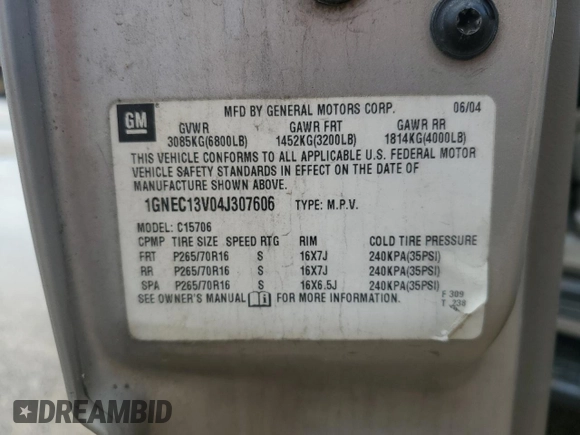 GM
MFD BY GENERAL MOTORS CORP. 06/04
GVWR GAWR FRT GAWR RR
3085KG(6800LB) 1452KG(3200LB) 1814KG(4000LB)
THIS VEHICLE CONFORMS TO ALL APPLICABLE U.S. FEDERAL MOTOR
VEHICLE SAFETY STANDARDS IN EFFECT ON THE DATE OF
MANUFACTURE SHOWN ABOVE.
1GNEC13V04J307606 TYPE: M.P.V.
MODEL: C15706
CPMP TIRE SIZE SPEED RTG RIM COLD TIRE PRESSURE
FRT P265/70R16 S 16X7J 240KPA(35PSI)
RR P265/70R16 S 16X7J 240KPA(35PSI)
SPA P265/70R16 S 16X6.5J 240KPA(35PSI)
SEE OWNER'S MANUAL FOR MORE INFORMATION.
F 309
T 238
DREAMBID